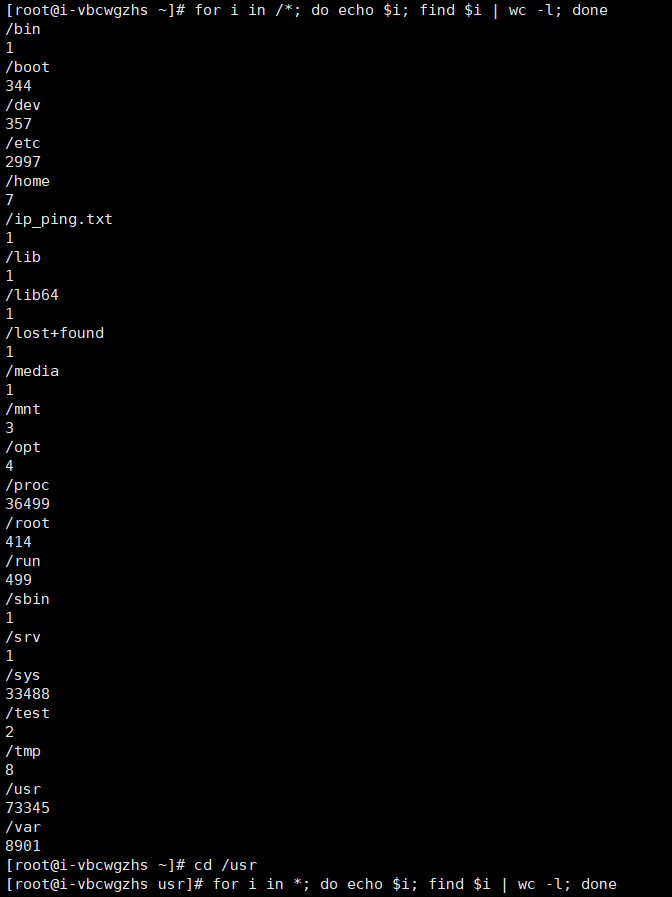 [root@i-vbcwgzhs ~]# for i in /*; do echo $i; find $i | wc -l; done
/bin
1
/boot
344
/dev
357
/etc
2997
/home
7
/ip_ping.txt
1
/lib
1
/lib64
1
/lost+found
1
/media
1
/mnt
3
/opt
4
/proc
36499
/root
414
/run
499
/sbin
1
/srv
1
/sys
33488
/test
2
/tmp
8
/usr
73345
/var
8901
[root@i-vbcwgzhs ~]# cd /usr
[root@i-vbcwgzhs usr]# for i in *; do echo $i; find $i | wc -l; done